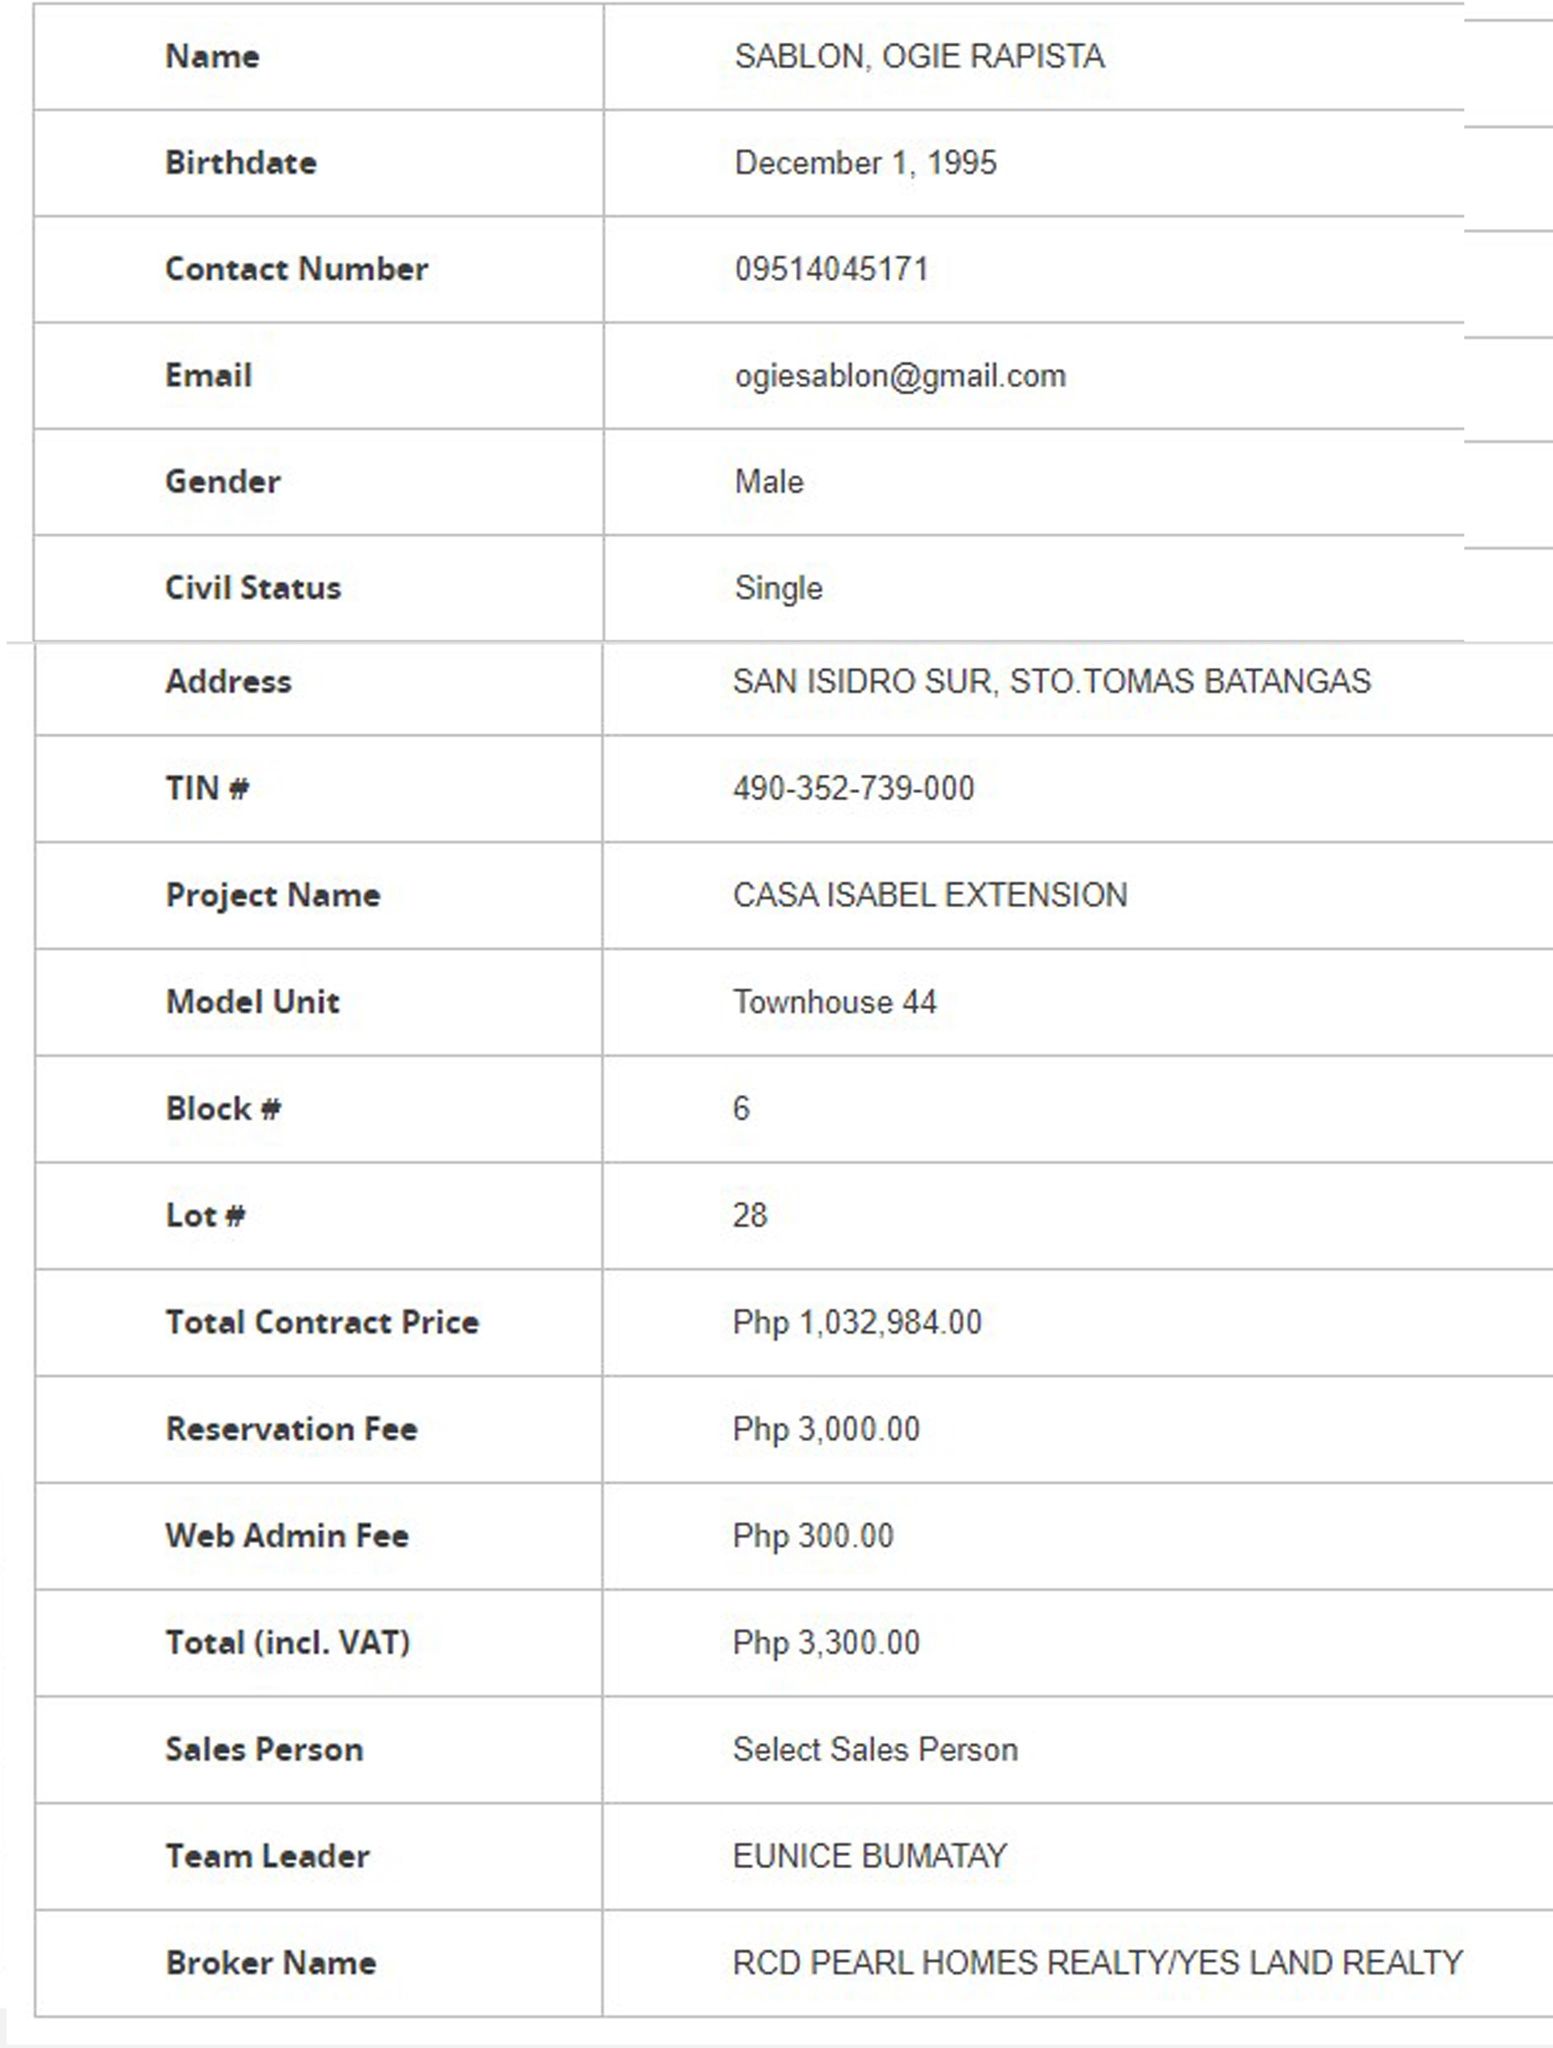 Name SABLON, OGIE RAPISTA
Birthdate December 1, 1995
Contact Number 09514045171
Email ogiesablon@gmail.com
Gender Male
Civil Status Single
Address SAN ISIDRO SUR, STO.TOMAS BATANGAS
TIN # 490-352-739-000
Project Name CASA ISABEL EXTENSION
Model Unit Townhouse 44
Block # 6
Lot # 28
Total Contract Price Php 1,032,984.00
Reservation Fee Php 3,000.00
Web Admin Fee Php 300.00
Total (incl. VAT) Php 3,300.00
Sales Person Select Sales Person
Team Leader EUNICE BUMATAY
Broker Name RCD PEARL HOMES REALTY/YES LAND REALTY